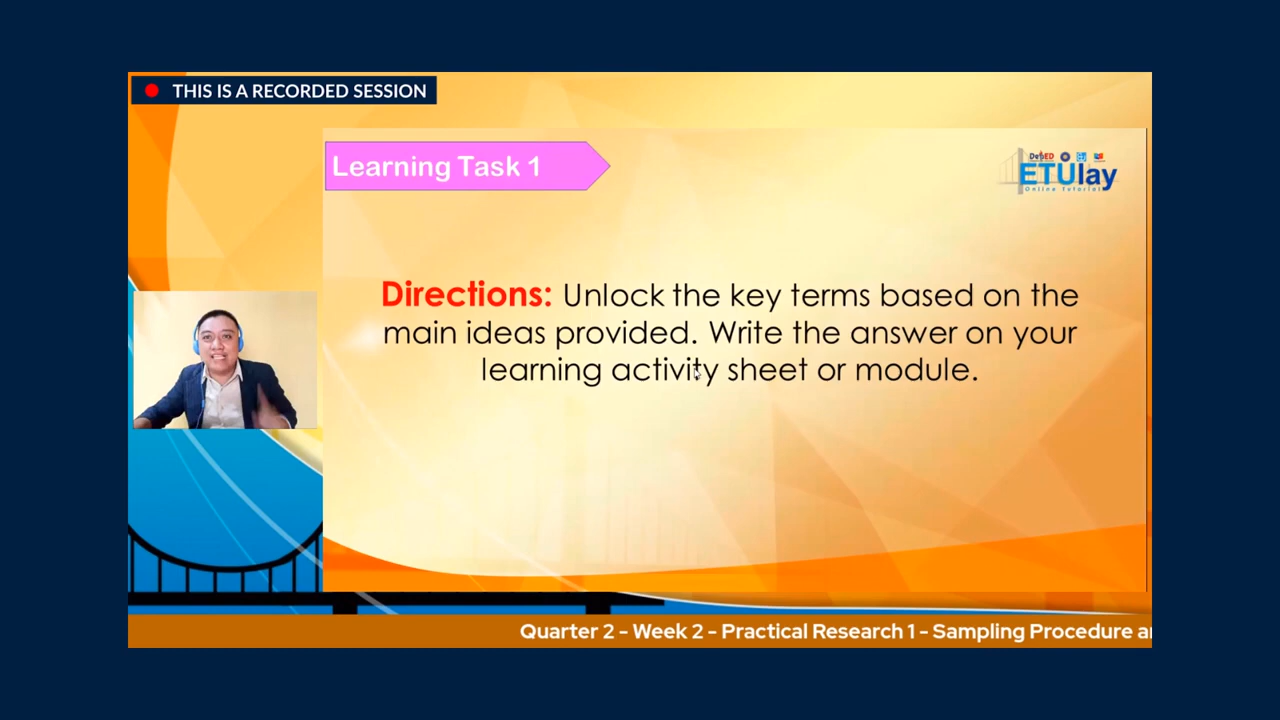 THIS IS A RECORDED SESSION
Learning Task 1
DepED
ETUlay
Online Tutorial
Directions: Unlock the key terms based on the
main ideas provided. Write the answer on your
learning activity sheet or module.
Quarter 2 - Week 2 - Practical Research 1 - Sampling Procedure